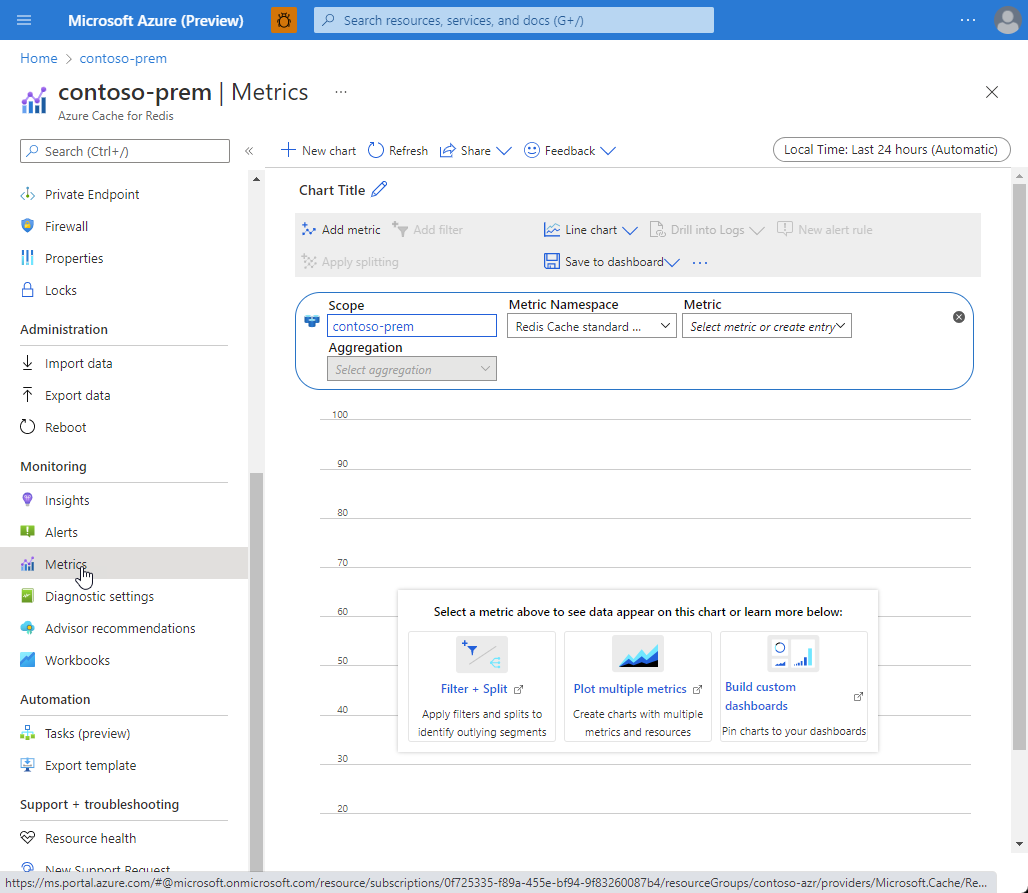 Microsoft Azure (Preview)
Search resources, services, and docs (G+/)
Home > contoso-prem
contoso-prem | Metrics
Azure Cache for Redis
Search (Ctrl+/)
New chart
Refresh
Share
Feedback
Local Time: Last 24 hours (Automatic)
Private Endpoint
Firewall
Properties
Locks
Administration
Import data
Export data
Reboot
Monitoring
Insights
Alerts
Metrics
Diagnostic settings
Advisor recommendations
Workbooks
Automation
Tasks (preview)
Export template
Support + troubleshooting
Resource health
New Support Request
Chart Title
Add metric
Add filter
Line chart
Drill into Logs
New alert rule
Apply splitting
Save to dashboard
Scope
contoso-prem
Metric Namespace
Redis Cache standard ...
Metric
Select metric or create entry
Aggregation
Select aggregation
100
90
80
70
60
50
40
30
20
Select a metric above to see data appear on this chart or learn more below:
Filter + Split
Apply filters and splits to
identify outlying segments
Plot multiple metrics
Create charts with multiple
metrics and resources
Build custom
dashboards
Pin charts to your dashboards
https://ms.portal.azure.com/#@microsoft.onmicrosoft.com/resource/subscriptions/0f725335-f89a-455e-bf94-9f83260087b4/resourceGroups/contoso-azr/providers/Microsoft.Cache/Re...